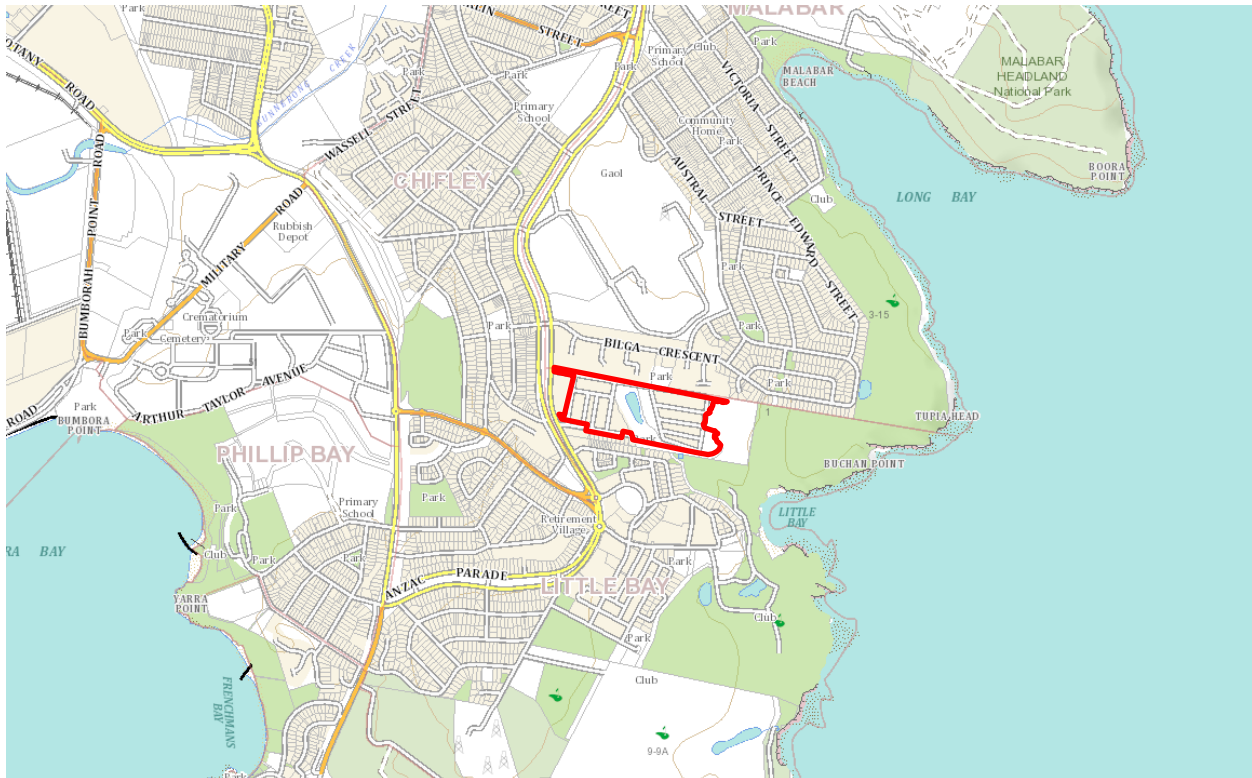 MALABAR
STREET
STREET
BOTANY ROAD
BUNNERONG CREEK
Park
Park
Primary School
Club
Park
Park
Park
Primary School
MALABAR BEACH
MALABAR HEADLAND National Park
VICTORIA STREET
WASSELL STREET
Community Home
Park
BUMBORAH POINT ROAD
BOORA POINT
HIFLEY
Gaol
AUSTRAL STREET
PRINCE EDWARD STREET
Club
LONG BAY
MILITARY ROAD
Rubbish Depot
Park
Crematorium
Cemetery
Park
3-15
Park
Park
BILGA CRESCENT
Park
Park
ARTHUR TAYLOR AVENUE
ROAD
Park
BUMBORA POINT
1
TUPIA HEAD
PHILLIP BAY
BUCHAN POINT
Park
Primary School
Park
LITTLE BAY
Retirement Village
BAY
Club
Park
Park
Park
ANZAC PARADE
LITTLE BAY
YARRA POINT
Club
Park
Club
FRENCHMANS BAY
9-9A
Park